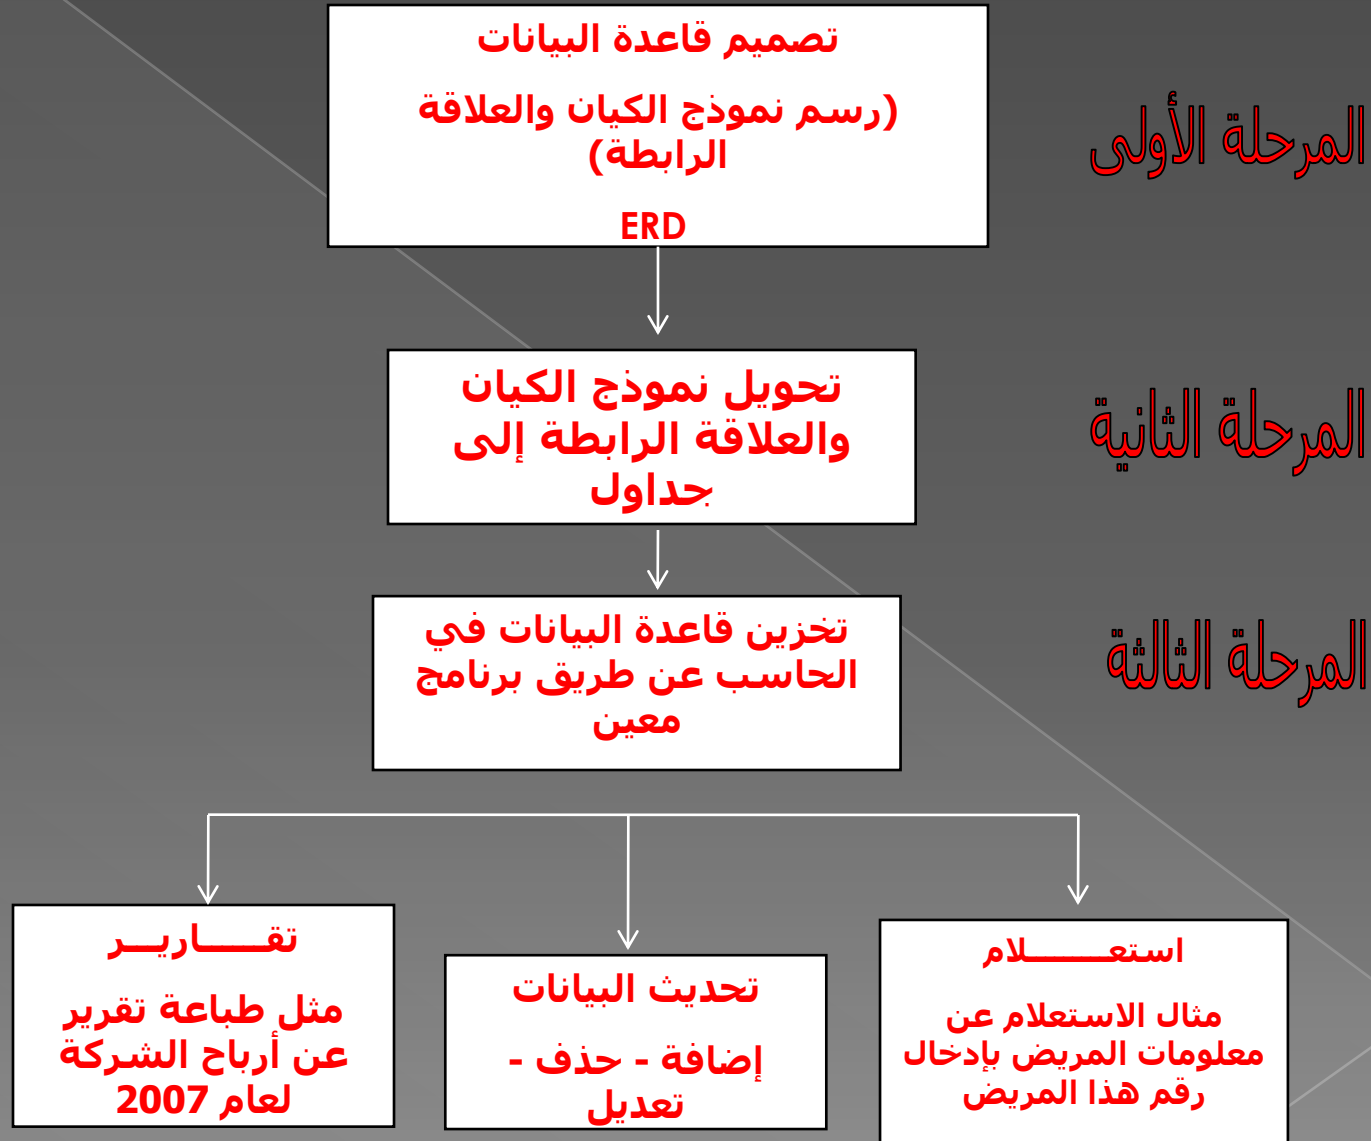 تصميم قاعدة البيانات
(رسم نموذج الكيان والعلاقة
الرابطة)
ERD
المرحلة الأولى
تحويل نموذج الكيان
والعلاقة الرابطة إلى
جداول
المرحلة الثانية
تخزين قاعدة البيانات في
الحاسب عن طريق برنامج
معين
المرحلة الثالثة
استعـــــــــلام
مثال الاستعلام عن
معلومات المريض بإدخال
رقم هذا المريض
تحديث البيانات
إضافة - حذف -
تعديل
تقــــــاريـــر
مثل طباعة تقرير
عن أرباح الشركة
لعام 2007